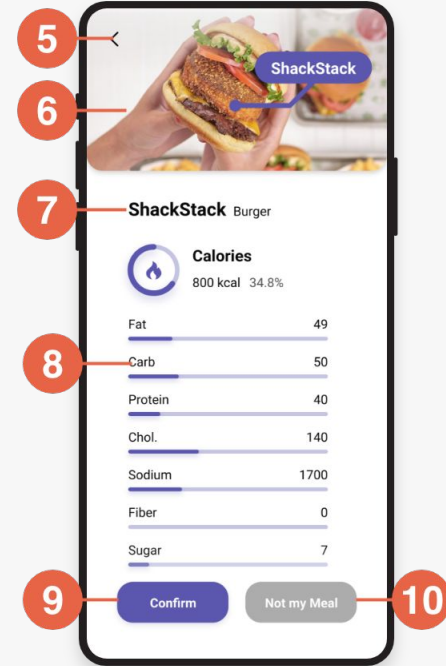 5
6
ShackStack
7
ShackStack Burger
Calories
800 kcal 34.8%
Fat 49
8
Carb 50
Protein 40
Chol. 140
Sodium 1700
Fiber 0
Sugar 7
9
Confirm
Not my Meal
10